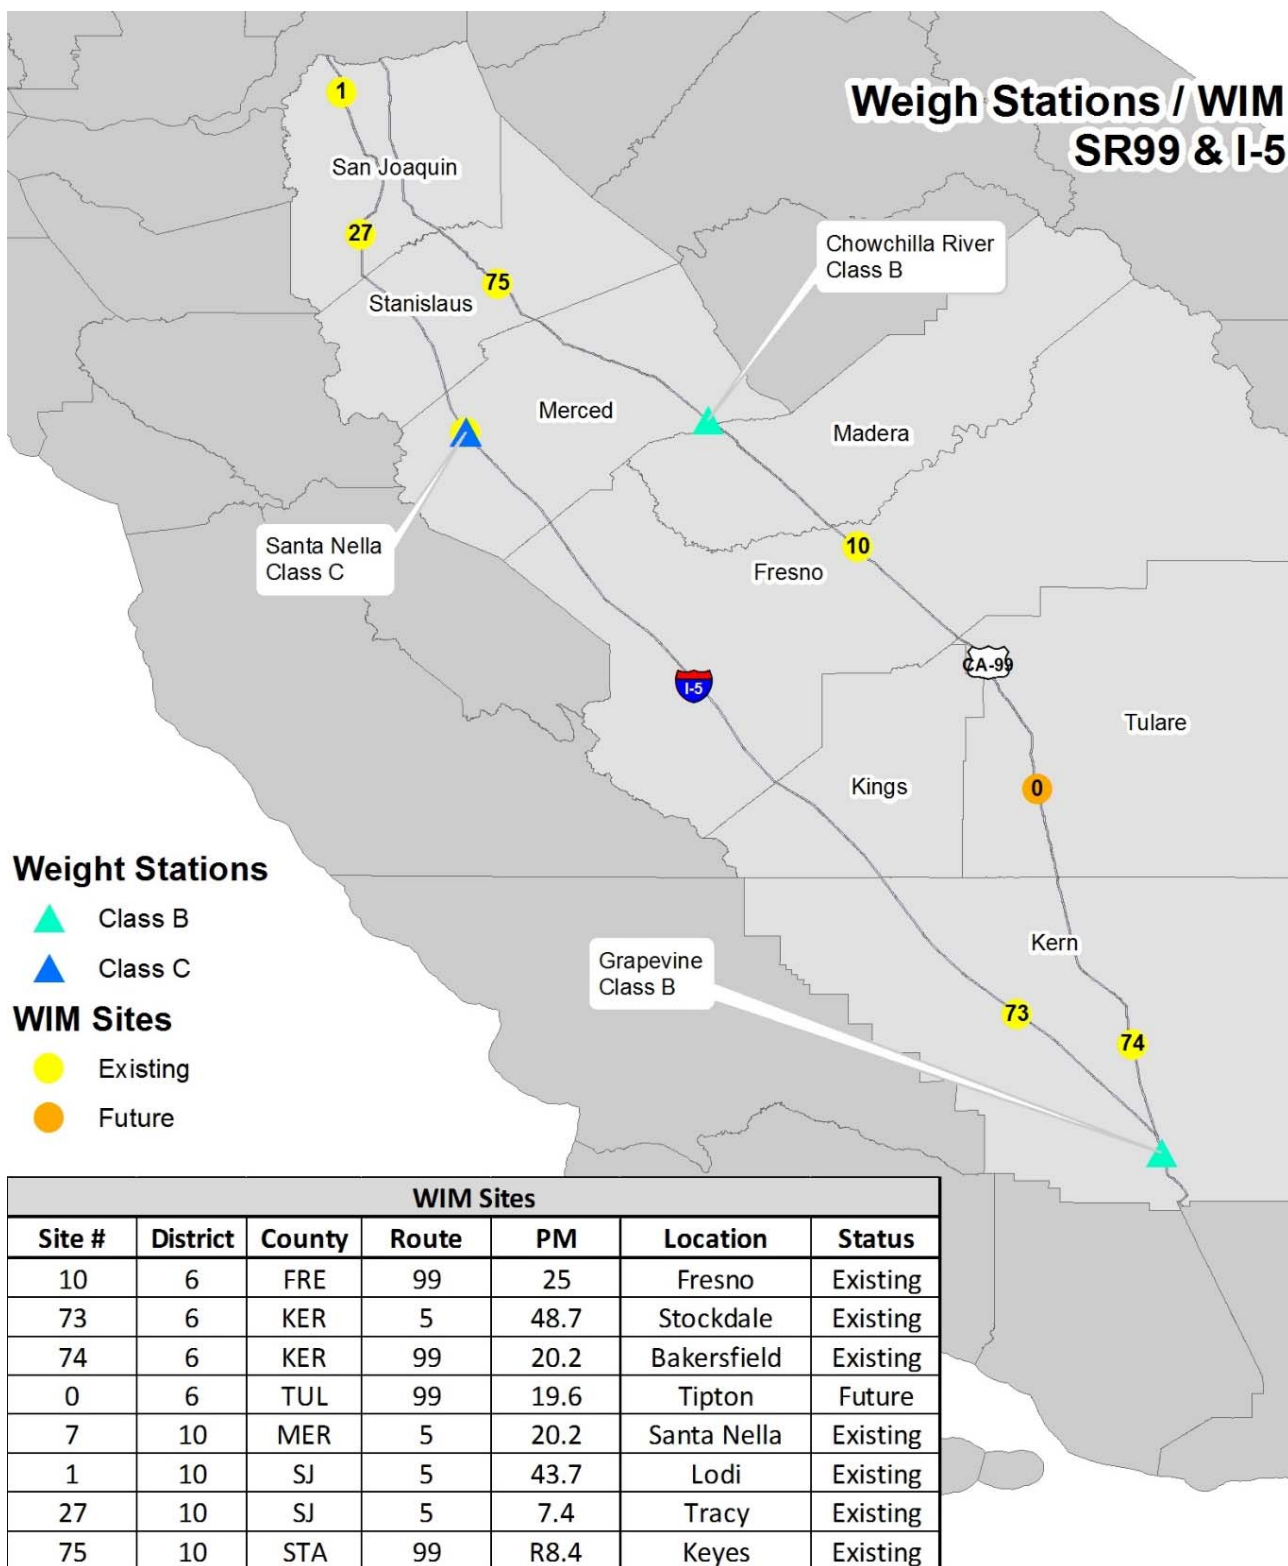 Weigh Stations / WIM
SR99 & I-5
1
San Joaquin
27
Chowchilla River
Class B
75
Stanislaus
Merced
Madera
Santa Nella
Class C
10
Fresno
CA-99
I-5
Tulare
Kings
0
Weight Stations
Class B
Class C
WIM Sites
Existing
Future
Kern
Grapevine
Class B
73
74
WIM Sites
Site # District County Route PM Location Status
10 6 FRE 99 25 Fresno Existing
73 6 KER 5 48.7 Stockdale Existing
74 6 KER 99 20.2 Bakersfield Existing
0 6 TUL 99 19.6 Tipton Future
7 10 MER 5 20.2 Santa Nella Existing
1 10 SJ 5 43.7 Lodi Existing
27 10 SJ 5 7.4 Tracy Existing
75 10 STA 99 R8.4 Keyes Existing